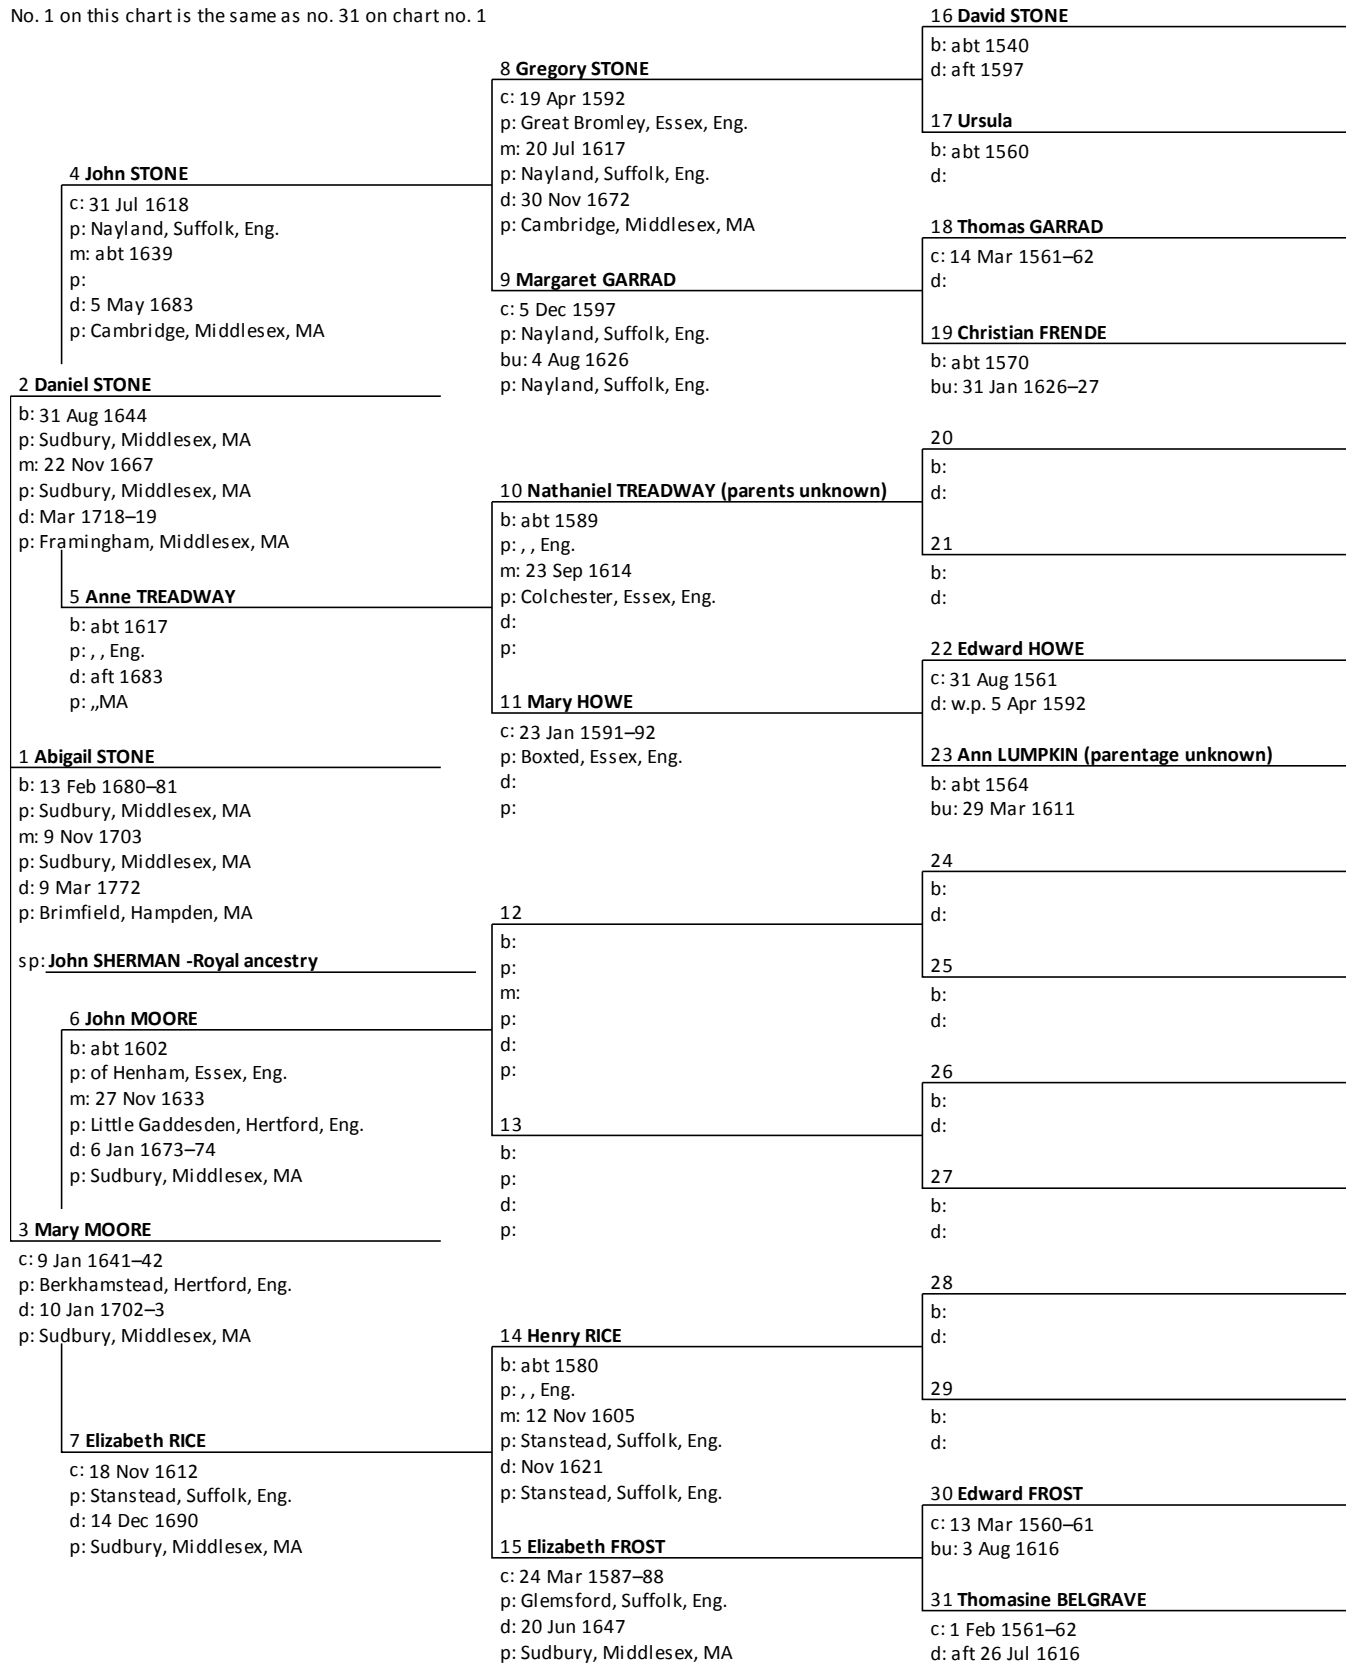 No. 1 on this chart is the same as no. 31 on chart no. 1
16 David STONE
b: abt 1540
d: aft 1597
8 Gregory STONE
c: 19 Apr 1592
p: Great Bromley, Essex, Eng.
m: 20 Jul 1617
p: Nayland, Suffolk, Eng.
d: 30 Nov 1672
p: Cambridge, Middlesex, MA
17 Ursula
b: abt 1560
d:
4 John STONE
c: 31 Jul 1618
p: Nayland, Suffolk, Eng.
m: abt 1639
p:
d: 5 May 1683
p: Cambridge, Middlesex, MA
18 Thomas GARRAD
c: 14 Mar 1561–62
d:
9 Margaret GARRAD
c: 5 Dec 1597
p: Nayland, Suffolk, Eng.
bu: 4 Aug 1626
p: Nayland, Suffolk, Eng.
19 Christian FRENDE
b: abt 1570
bu: 31 Jan 1626–27
2 Daniel STONE
b: 31 Aug 1644
p: Sudbury, Middlesex, MA
m: 22 Nov 1667
p: Sudbury, Middlesex, MA
d: Mar 1718–19
p: Framingham, Middlesex, MA
20
b:
d:
10 Nathaniel TREADWAY (parents unknown)
b: abt 1589
p: , , Eng.
m: 23 Sep 1614
p: Colchester, Essex, Eng.
d:
p:
21
b:
d:
5 Anne TREADWAY
b: abt 1617
p: , , Eng.
d: aft 1683
p: ,,MA
22 Edward HOWE
c: 31 Aug 1561
d: w.p. 5 Apr 1592
11 Mary HOWE
c: 23 Jan 1591–92
p: Boxted, Essex, Eng.
d:
p:
23 Ann LUMPKIN (parentage unknown)
b: abt 1564
bu: 29 Mar 1611
1 Abigail STONE
b: 13 Feb 1680–81
p: Sudbury, Middlesex, MA
m: 9 Nov 1703
p: Sudbury, Middlesex, MA
d: 9 Mar 1772
p: Brimfield, Hampden, MA
sp: John SHERMAN -Royal ancestry
24
b:
d:
12
b:
p:
m:
p:
d:
p:
25
b:
d:
6 John MOORE
b: abt 1602
p: of Henham, Essex, Eng.
m: 27 Nov 1633
p: Little Gaddesden, Hertford, Eng.
d: 6 Jan 1673–74
p: Sudbury, Middlesex, MA
26
b:
d:
13
b:
p:
d:
p:
27
b:
d:
3 Mary MOORE
c: 9 Jan 1641–42
p: Berkhamstead, Hertford, Eng.
d: 10 Jan 1702–3
p: Sudbury, Middlesex, MA
28
b:
d:
14 Henry RICE
b: abt 1580
p: , , Eng.
m: 12 Nov 1605
p: Stanstead, Suffolk, Eng.
d: Nov 1621
p: Stanstead, Suffolk, Eng.
29
b:
d:
7 Elizabeth RICE
c: 18 Nov 1612
p: Stanstead, Suffolk, Eng.
d: 14 Dec 1690
p: Sudbury, Middlesex, MA
30 Edward FROST
c: 13 Mar 1560–61
bu: 3 Aug 1616
15 Elizabeth FROST
c: 24 Mar 1587–88
p: Glemsford, Suffolk, Eng.
d: 20 Jun 1647
p: Sudbury, Middlesex, MA
31 Thomasine BELGRAVE
c: 1 Feb 1561–62
d: aft 26 Jul 1616